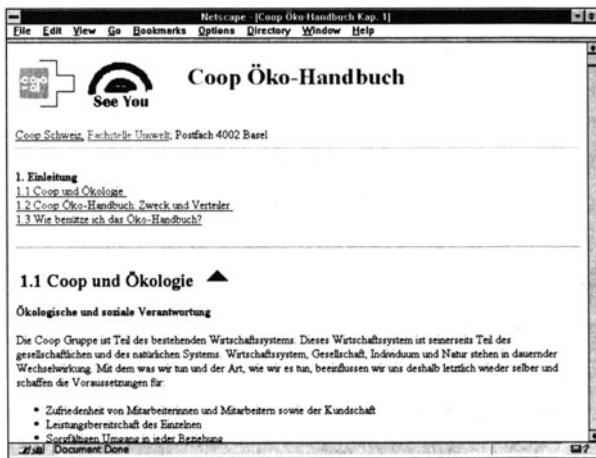 Netscape - [Coop Öko-Handbuch Kap. 1]
File Edit View Go Bookmarks Options Directory Window Help
Coop Öko-Handbuch
See You
Coop Schweiz, Fachstelle Umwelt, Postfach 4002 Basel
1. Einleitung
1.1 Coop und Ökologie
1.2 Coop Öko-Handbuch: Zweck und Verteiler
1.3 Wie benütze ich das Öko-Handbuch?
1.1 Coop und Ökologie
Ökologische und soziale Verantwortung
Die Coop Gruppe ist Teil des bestehenden Wirtschaftssystems. Dieses Wirtschaftssystem ist seinerseits Teil des
gesellschaftlichen und des natürlichen Systems. Wirtschaftssystem, Gesellschaft, Individuum und Natur stehen in dauernder
Wechselwirkung. Mit dem was wir tun und der Art, wie wir es tun, beeinflussen wir uns deshalb letztlich wieder selber und
schaffen die Voraussetzungen für:
• Zufriedenheit von Mitarbeiterinnen und Mitarbeitern sowie der Kundschaft
• Leistungsbereitschaft des Einzelnen
• Sorgfältigen Umgang in jeder Beziehung
Document Done